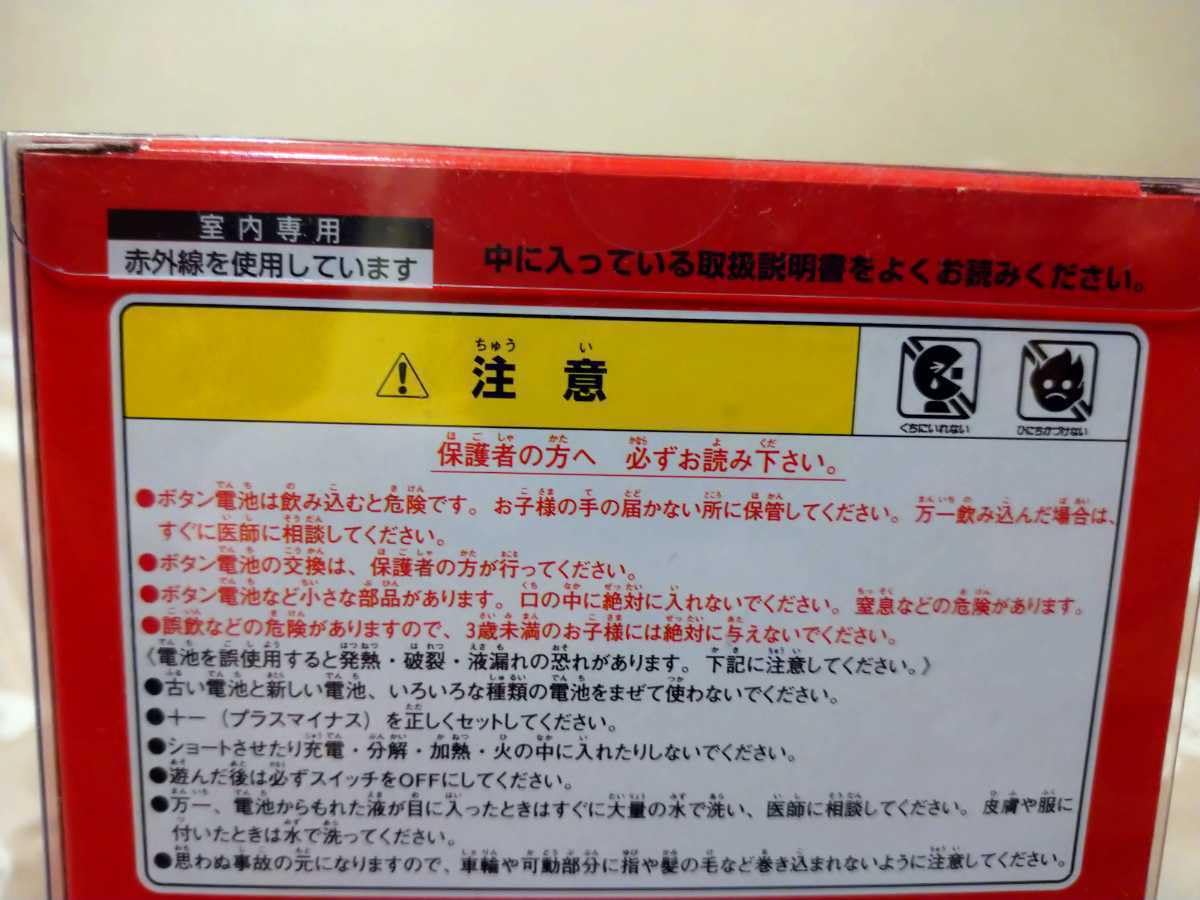 室内専用
赤外線を使用しています
中に入っている取扱説明書をよくお読みください。
注意
くちにいれない
ひにちかづけない
保護者の方へ 必ずお読み下さい。
●ボタン電池は飲み込むと危険です。お子様の手の届かない所に保管してください。万一飲み込んだ場合は、
すぐに医師に相談してください。
●ボタン電池の交換は、保護者の方が行ってください。
●ボタン電池など小さな部品があります。口の中に絶対に入れないでください。窒息などの危険があります。
●誤飲などの危険がありますので、3歳未満のお子様には絶対に与えないでください。
《電池を誤使用すると発熱・破裂・液漏れの恐れがあります。下記に注意してください。》
●古い電池と新しい電池、いろいろな種類の電池をまぜて使わないでください。
●+−(プラスマイナス)を正しくセットしてください。
●ショートさせたり充電・分解・加熱・火の中に入れたりしないでください。
●遊んだ後は必ずスイッチをOFFにしてください。
●万一、電池からもれた液が目に入ったときはすぐに大量の水で洗い、医師に相談してください。皮膚や服に
付いたときは水で洗ってください。
●思わぬ事故の元になりますので、車輪や可動部分に指や髪の毛など巻き込まれないように注意してください。